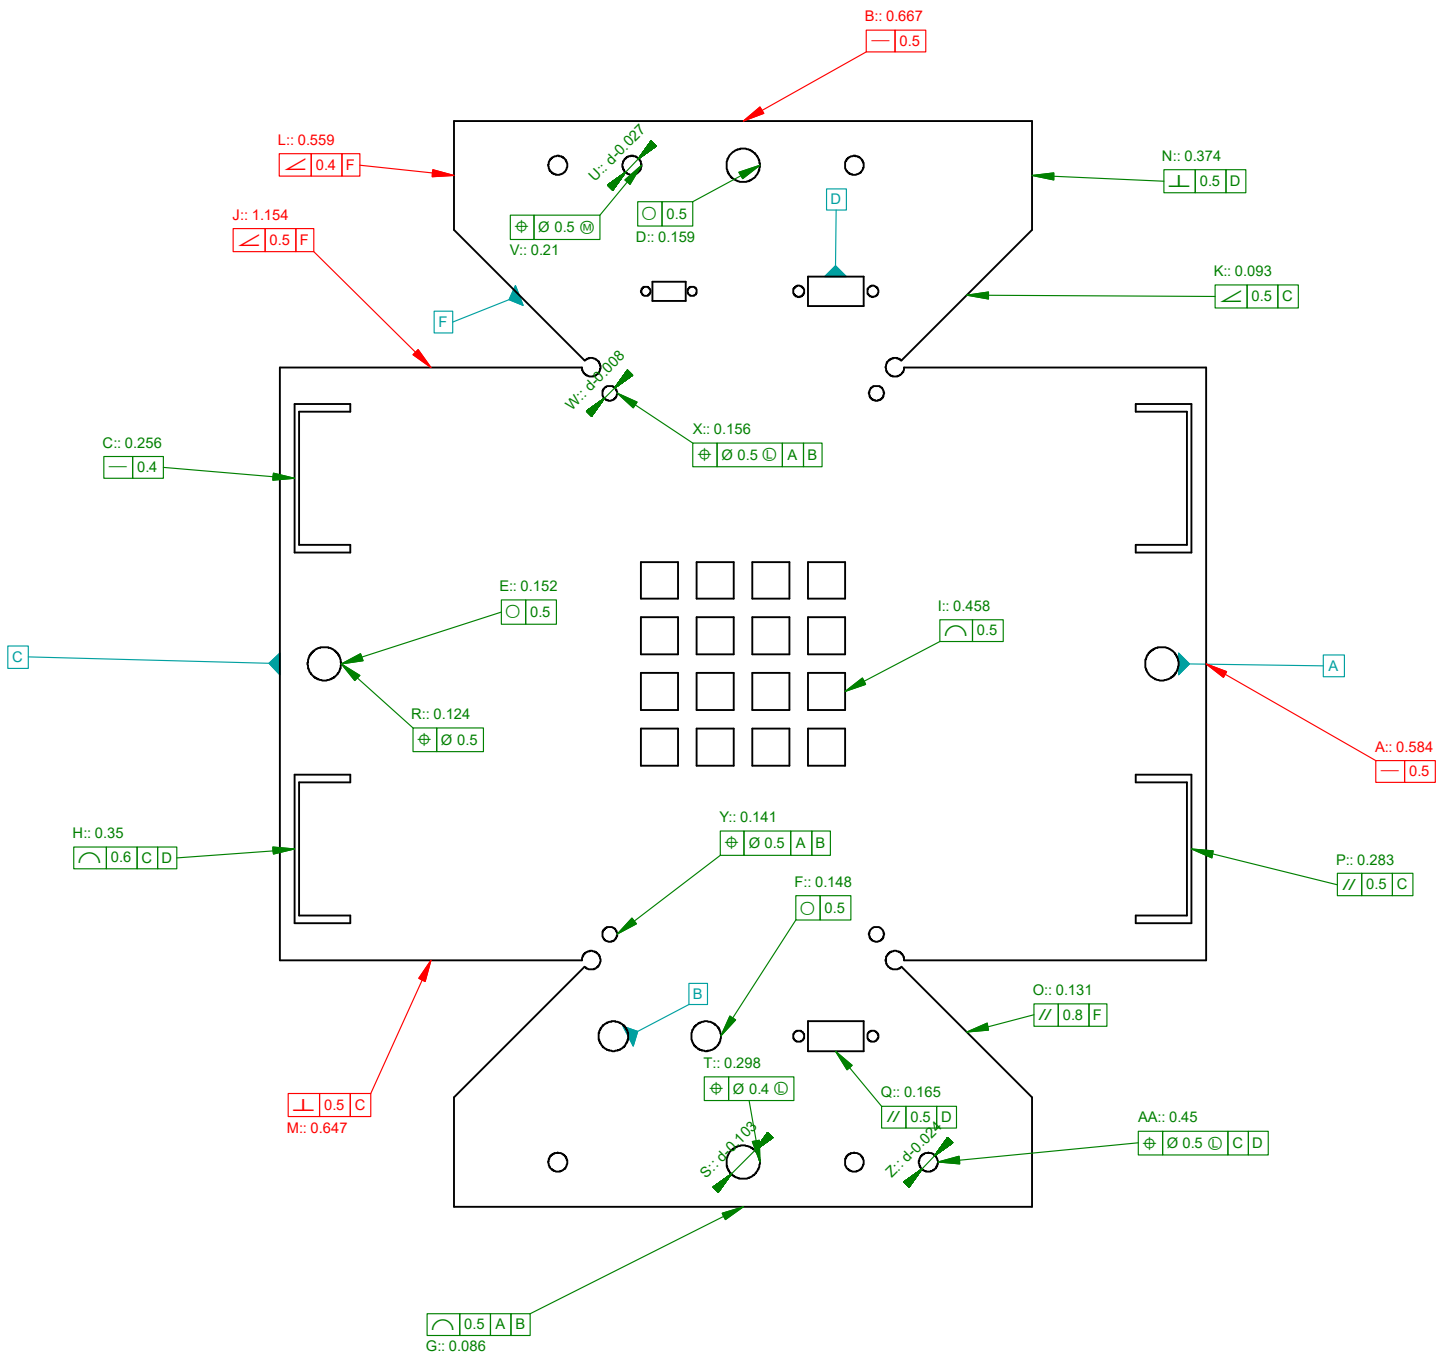 B:: 0.667
— 0.5
L:: 0.559
∠ 0.4 F
U:: d-0.027
N:: 0.374
⊥ 0.5 D
D
⌖ Ø 0.5 Ⓜ
V:: 0.21
○ 0.5
D:: 0.159
J:: 1.154
∠ 0.5 F
K:: 0.093
∠ 0.5 C
F
W:: d-0.008
X:: 0.156
⌖ Ø 0.5 Ⓛ A B
C:: 0.256
— 0.4
E:: 0.152
○ 0.5
I:: 0.458
⌒ 0.5
C
A
R:: 0.124
⌖ Ø 0.5
A:: 0.584
— 0.5
Y:: 0.141
⌖ Ø 0.5 A B
H:: 0.35
⌒ 0.6 C D
P:: 0.283
// 0.5 C
F:: 0.148
○ 0.5
B
O:: 0.131
// 0.8 F
T:: 0.298
⌖ Ø 0.4 Ⓛ
Q:: 0.165
// 0.5 D
⊥ 0.5 C
M:: 0.647
S:: d-0.103
Z:: d-0.024
AA:: 0.45
⌖ Ø 0.5 Ⓛ C D
⌒ 0.5 A B
G:: 0.086